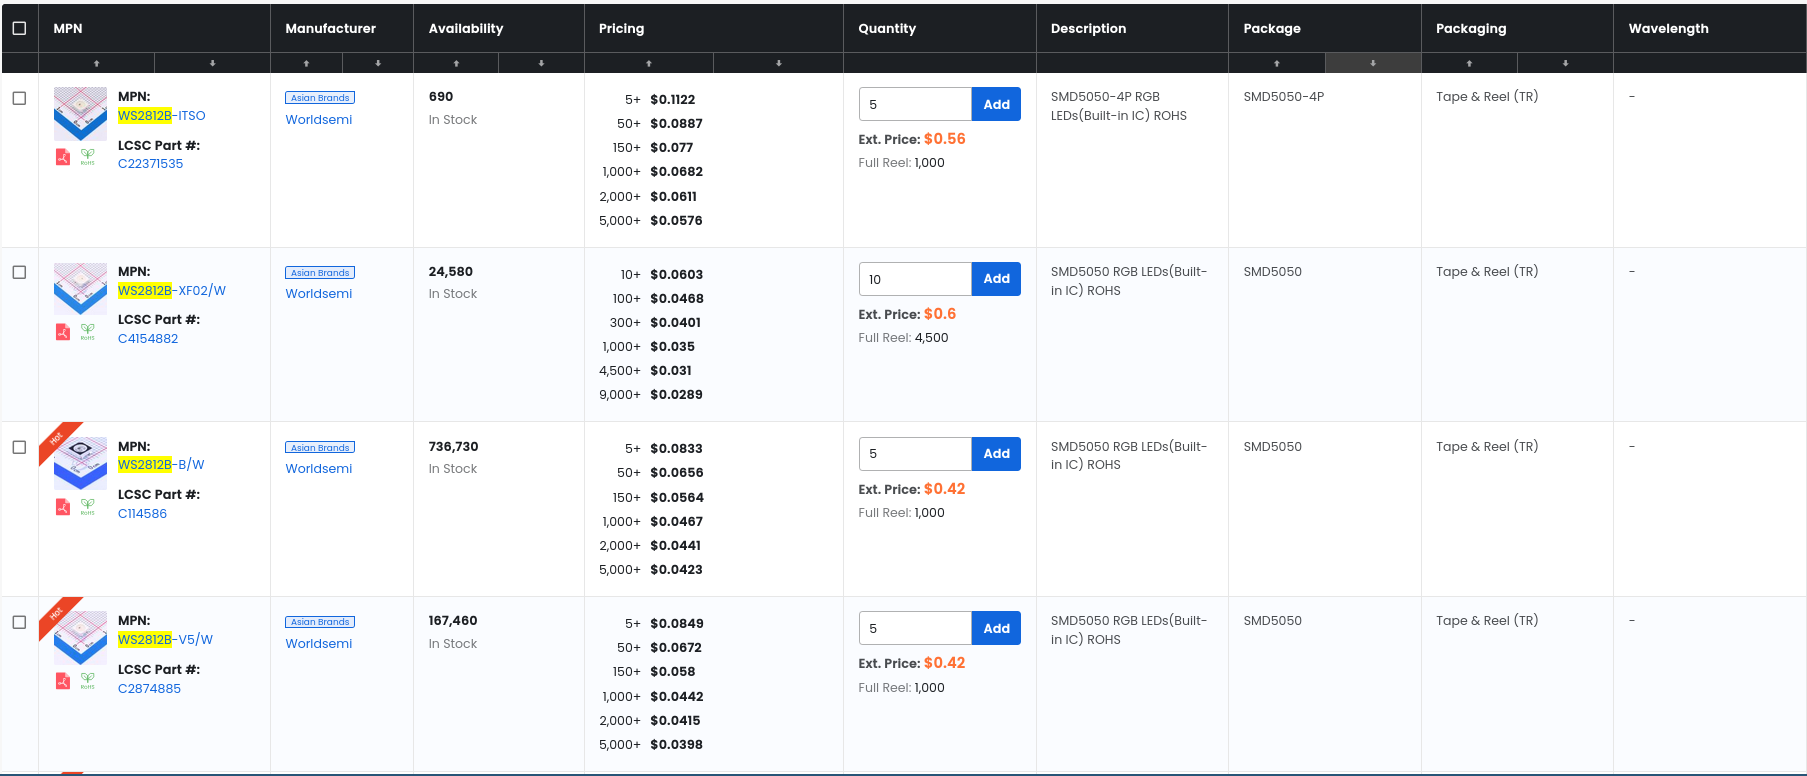 MPN Manufacturer Availability Pricing Quantity Description Package Packaging Wavelength
MPN:
WS2812B-ITSO
LCSC Part #:
C22371535
RoHS
Asian Brands
Worldsemi
690
In Stock
5+ $0.1122
50+ $0.0887
150+ $0.077
1,000+ $0.0682
2,000+ $0.0611
5,000+ $0.0576
5 Add
Ext. Price: $0.56
Full Reel: 1,000
SMD5050-4P RGB
LEDs(Built-in IC) ROHS
SMD5050-4P
Tape & Reel (TR)
-
MPN:
WS2812B-XF02/W
LCSC Part #:
C4154882
RoHS
Asian Brands
Worldsemi
24,580
In Stock
10+ $0.0603
100+ $0.0468
300+ $0.0401
1,000+ $0.035
4,500+ $0.031
9,000+ $0.0289
10 Add
Ext. Price: $0.6
Full Reel: 4,500
SMD5050 RGB LEDs(Built-
in IC) ROHS
SMD5050
Tape & Reel (TR)
-
Hot
MPN:
WS2812B-B/W
LCSC Part #:
C114586
RoHS
Asian Brands
Worldsemi
736,730
In Stock
5+ $0.0833
50+ $0.0656
150+ $0.0564
1,000+ $0.0467
2,000+ $0.0441
5,000+ $0.0423
5 Add
Ext. Price: $0.42
Full Reel: 1,000
SMD5050 RGB LEDs(Built-
in IC) ROHS
SMD5050
Tape & Reel (TR)
-
Hot
MPN:
WS2812B-V5/W
LCSC Part #:
C2874885
RoHS
Asian Brands
Worldsemi
167,460
In Stock
5+ $0.0849
50+ $0.0672
150+ $0.058
1,000+ $0.0442
2,000+ $0.0415
5,000+ $0.0398
5 Add
Ext. Price: $0.42
Full Reel: 1,000
SMD5050 RGB LEDs(Built-
in IC) ROHS
SMD5050
Tape & Reel (TR)
-